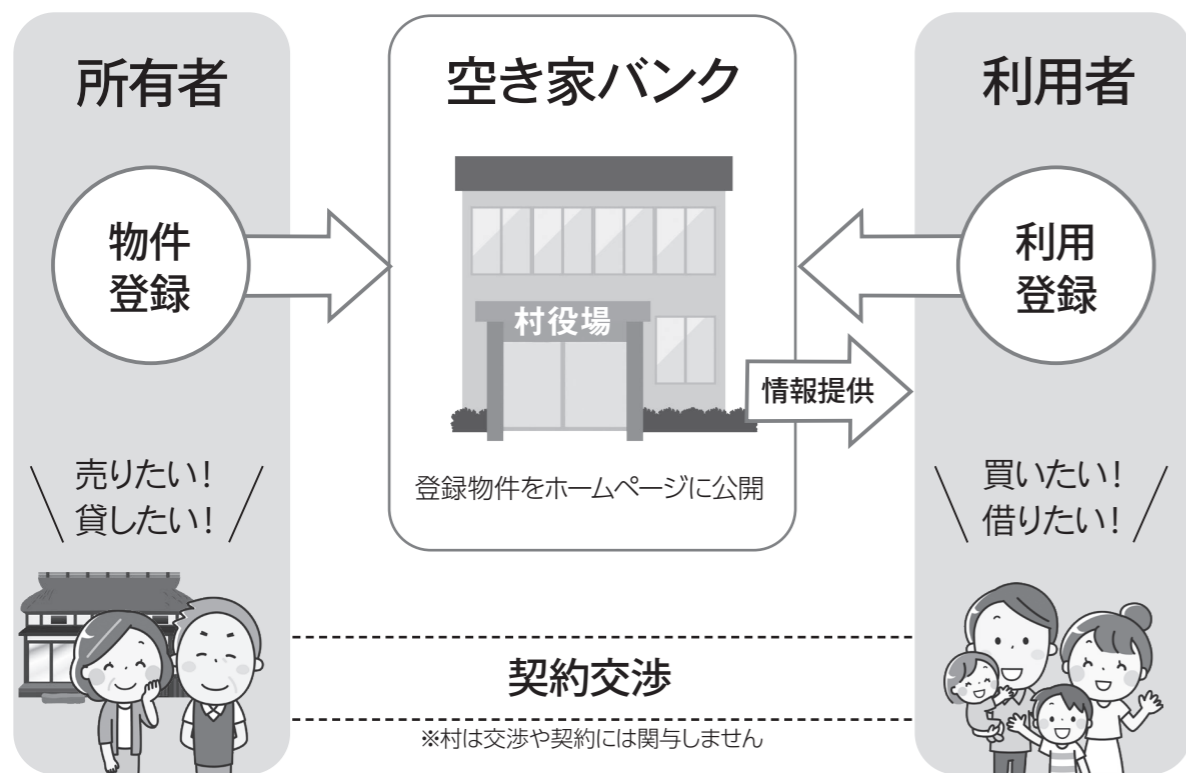 所有者
物件
登録
売りたい！
貸したい！
空き家バンク
村役場
登録物件をホームページに公開
情報提供
利用者
利用
登録
買いたい！
借りたい！
契約交渉
※村は交渉や契約には関与しません